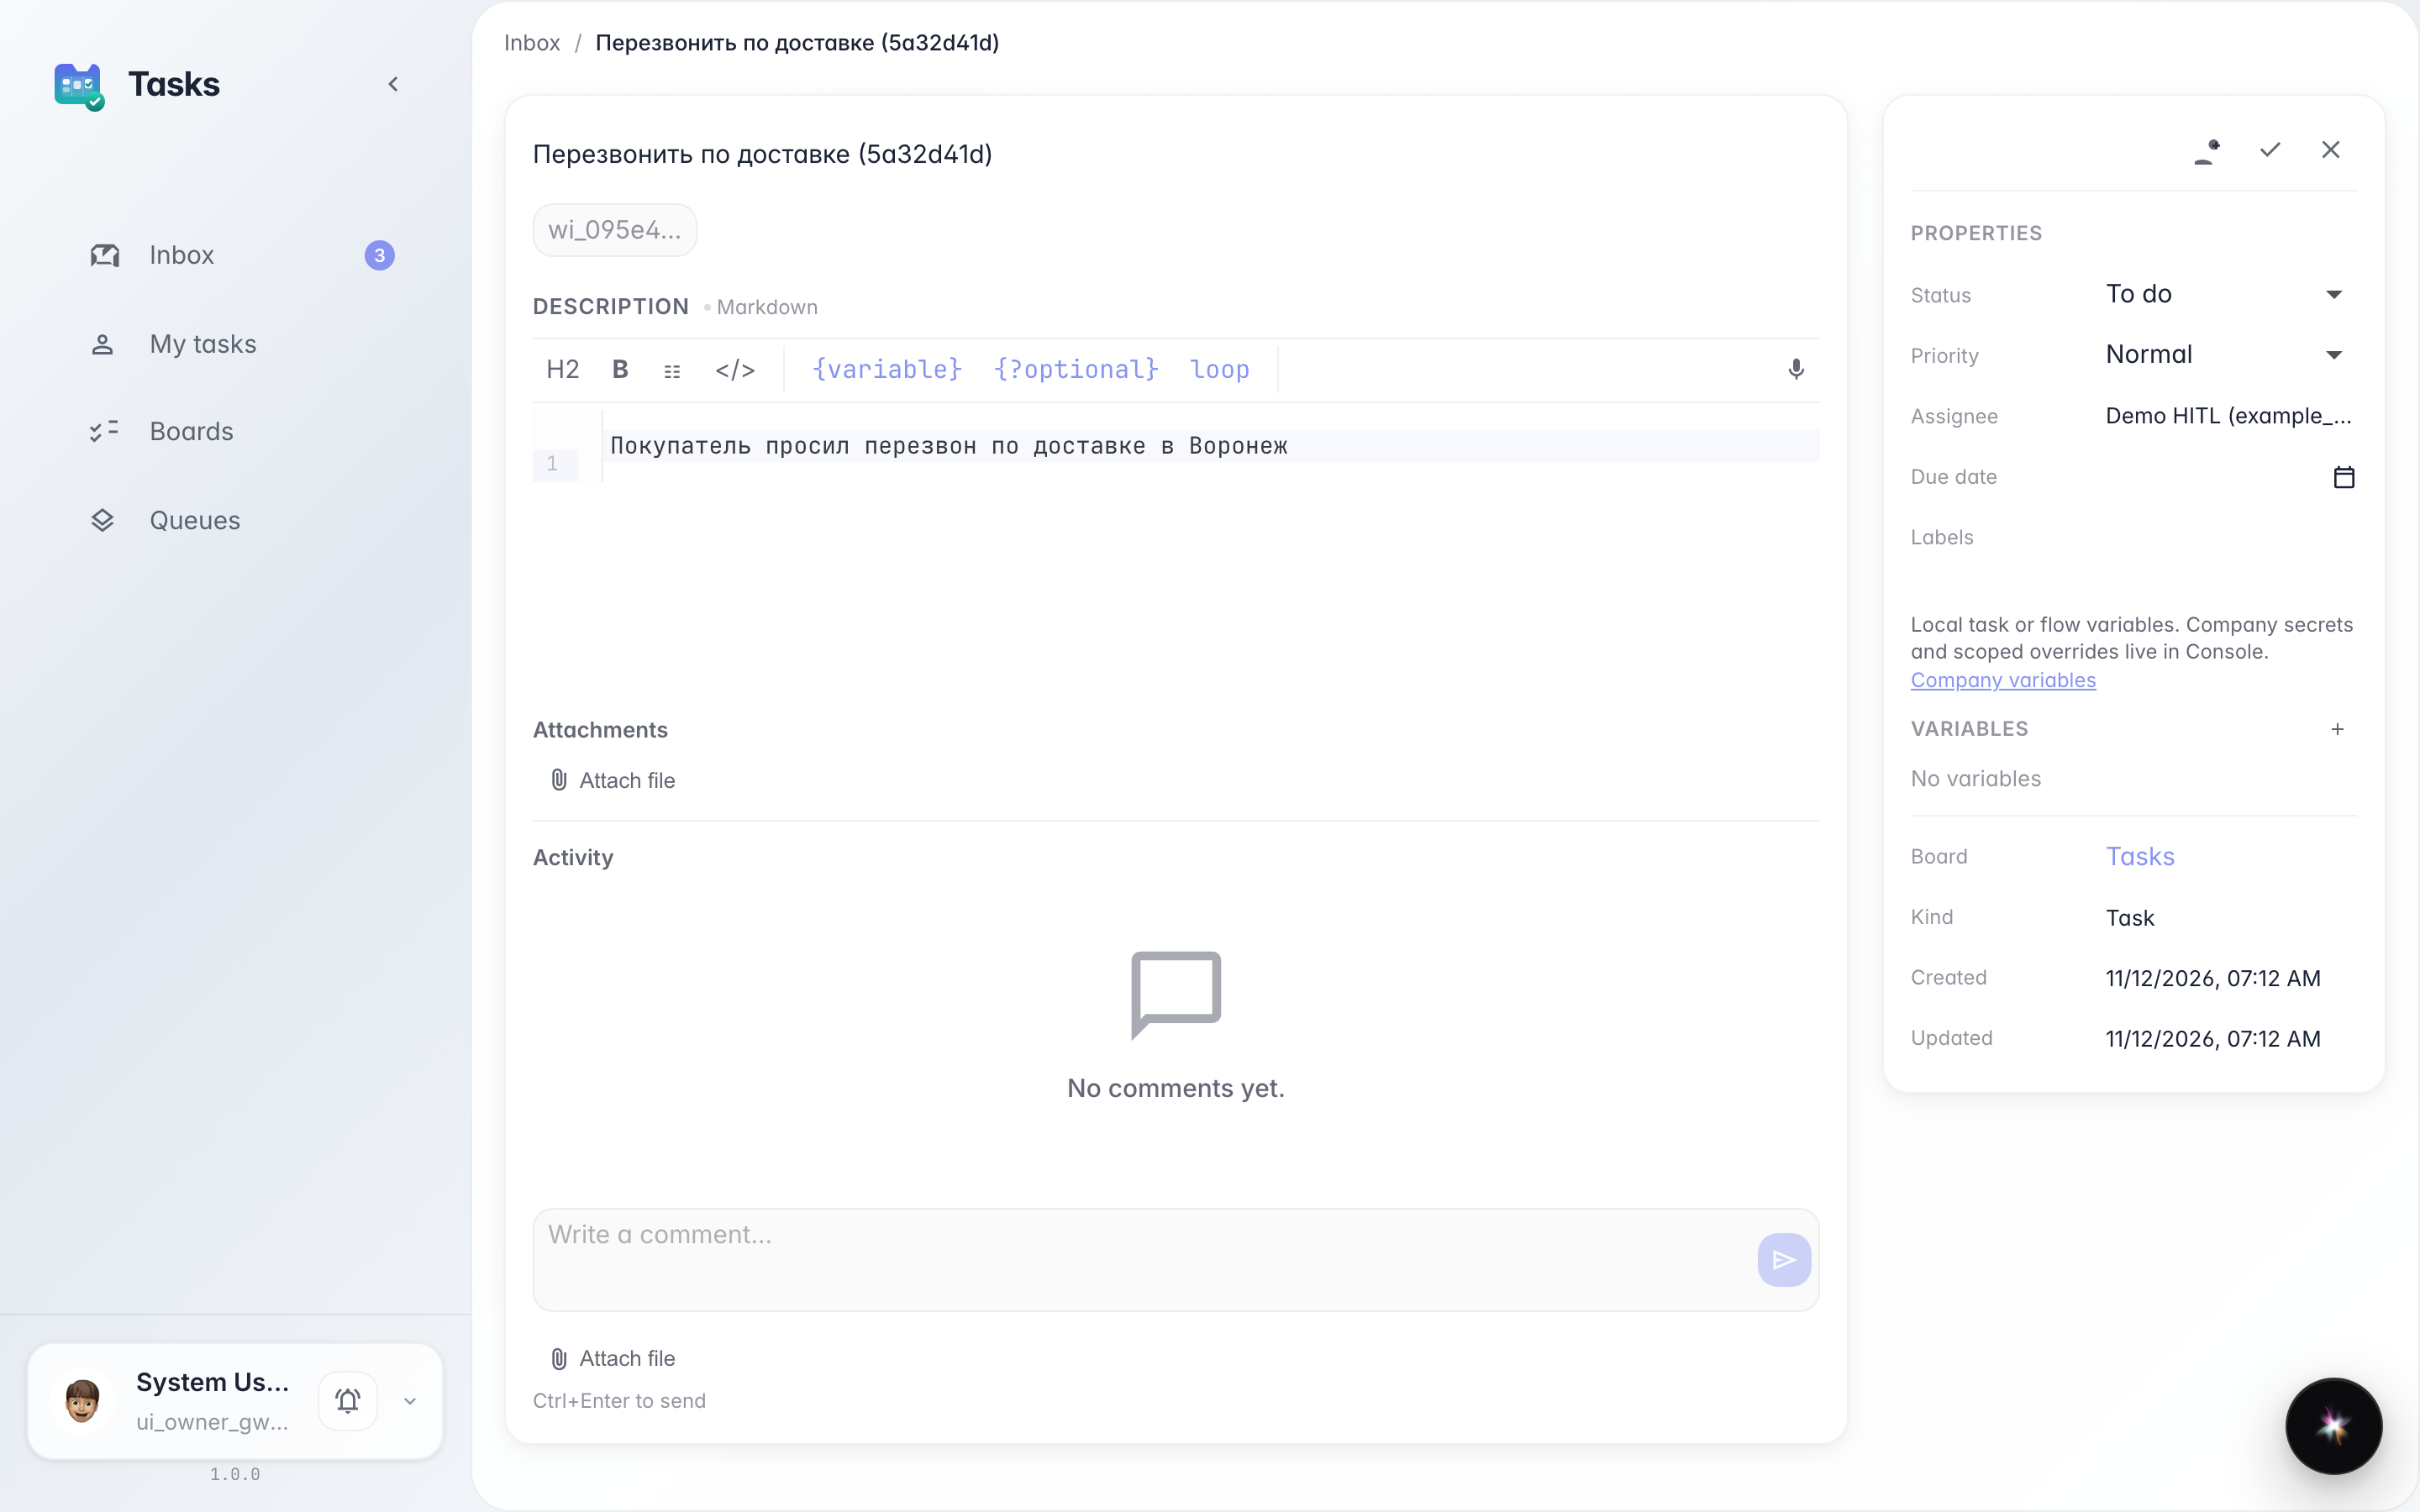 Tasks
Inbox
3
My tasks
Boards
Queues
System Us...
ui_owner_gw...
1.0.0
Inbox / Перезвонить по доставке (5a32d41d)
Перезвонить по доставке (5a32d41d)
wi_095e4...
DESCRIPTION • Markdown
H2 B </> {variable} {?optional} loop
1 Покупатель просил перезвон по доставке в Воронеж
Attachments
Attach file
Activity
No comments yet.
Write a comment...
Attach file
Ctrl+Enter to send
PROPERTIES
Status To do
Priority Normal
Assignee Demo HITL (example_...
Due date
Labels
Local task or flow variables. Company secrets
and scoped overrides live in Console.
Company variables
VARIABLES +
No variables
Board Tasks
Kind Task
Created 11/12/2026, 07:12 AM
Updated 11/12/2026, 07:12 AM